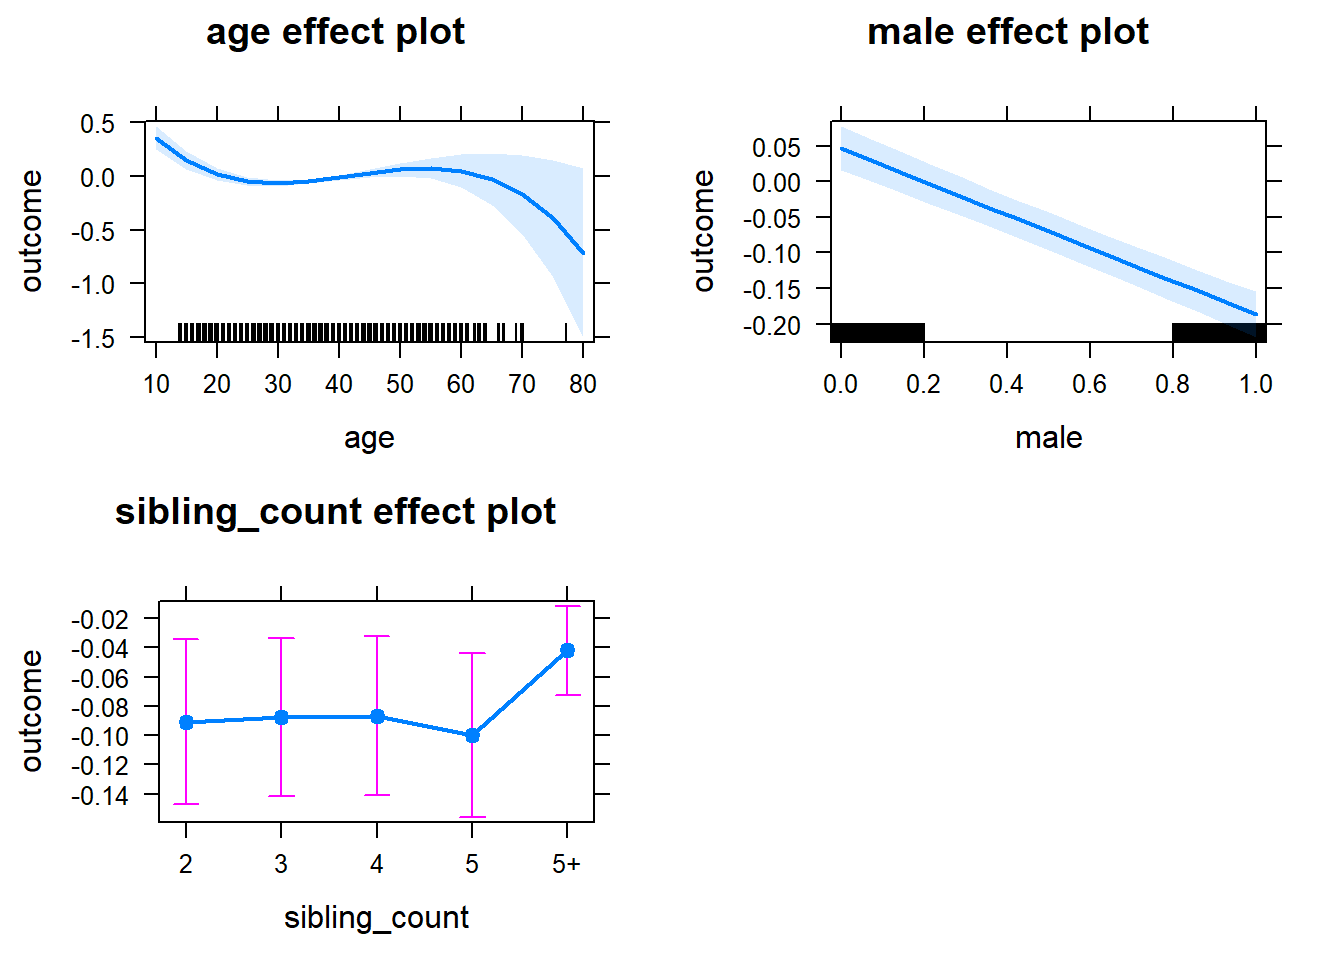 age effect plot
outcome
0.5
0.0
-0.5
-1.0
-1.5
10 20 30 40 50 60 70 80
age
male effect plot
outcome
0.05
0.00
-0.05
-0.10
-0.15
-0.20
0.0 0.2 0.4 0.6 0.8 1.0
male
sibling_count effect plot
outcome
-0.02
-0.04
-0.06
-0.08
-0.10
-0.12
-0.14
2 3 4 5 5+
sibling_count